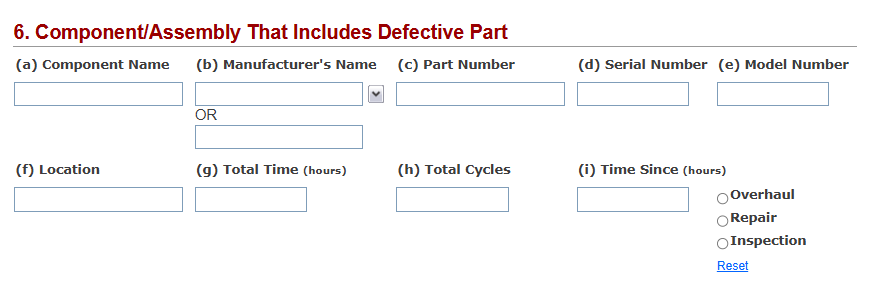 6. Component/Assembly That Includes Defective Part
(a) Component Name (b) Manufacturer's Name (c) Part Number (d) Serial Number (e) Model Number
OR
(f) Location (g) Total Time (hours) (h) Total Cycles (i) Time Since (hours)
Overhaul
Repair
Inspection
Reset